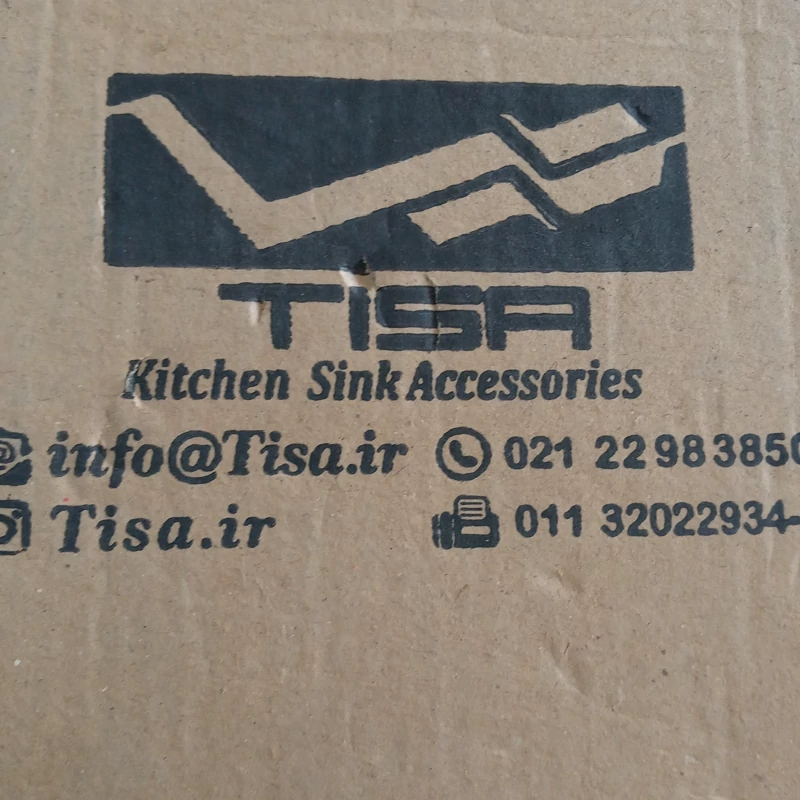 TISA
Kitchen Sink Accessories
info@Tisa.ir 021 22983850
Tisa.ir 011 32022934-